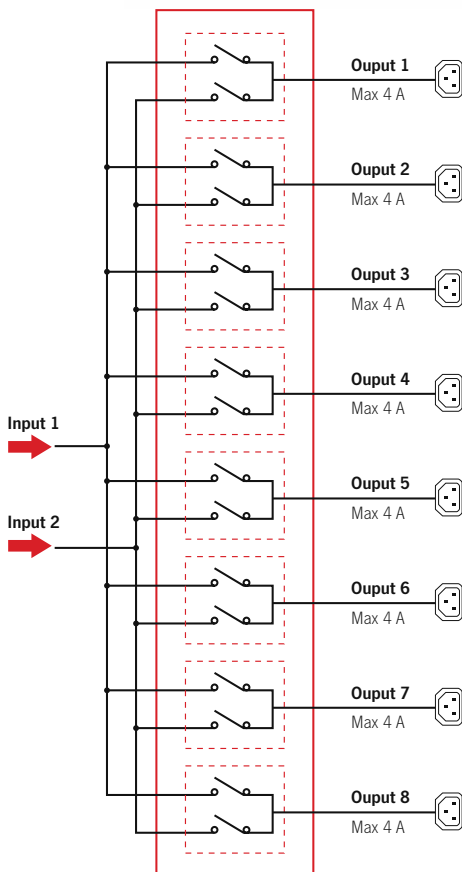 Ouput 1
Max 4 A
Ouput 2
Max 4 A
Ouput 3
Max 4 A
Ouput 4
Max 4 A
Input 1
Ouput 5
Max 4 A
Input 2
Ouput 6
Max 4 A
Ouput 7
Max 4 A
Ouput 8
Max 4 A